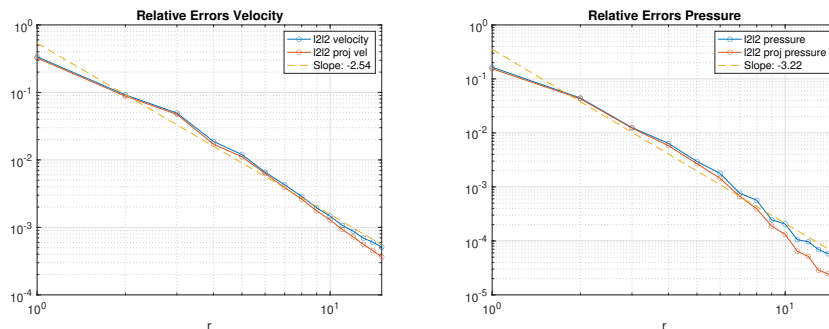 Relative Errors Velocity
10^0
10^-1
10^-2
10^-3
10^-4
10^0
10^1
r
l2l2 velocity
l2l2 proj vel
Slope: -2.54
Relative Errors Pressure
10^0
10^-1
10^-2
10^-3
10^-4
10^-5
10^0
10^1
r
l2l2 pressure
l2l2 proj pressure
Slope: -3.22